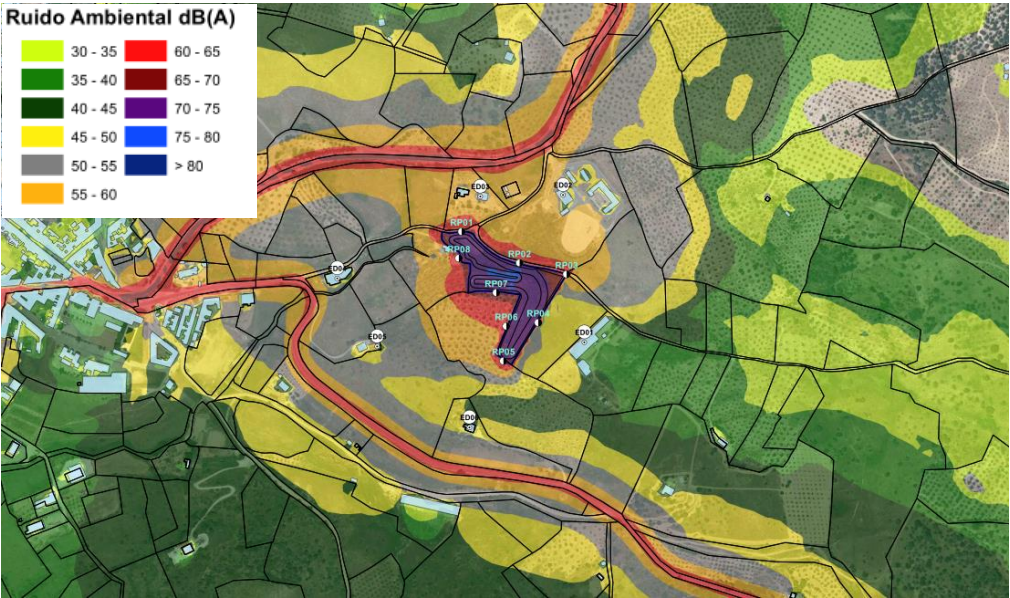 Ruido Ambiental dB(A)
30 - 35
60 - 65
35 - 40
65 - 70
40 - 45
70 - 75
45 - 50
75 - 80
50 - 55
> 80
55 - 60
ED03
ED02
RP01
RP08
RP02
RP03
ED04
RP07
RP06
RP04
ED01
ED05
RP05
ED06